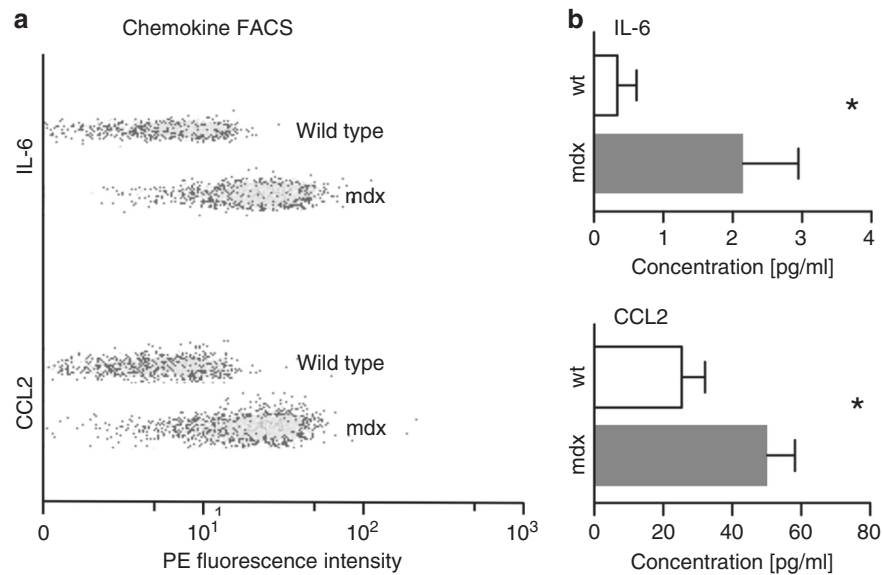 a
Chemokine FACS
IL-6
Wild type
mdx
CCL2
Wild type
mdx
0
10¹
10²
10³
PE fluorescence intensity
b
IL-6
wt
mdx
*
0 1 2 3 4
Concentration [pg/ml]
CCL2
wt
mdx
*
0 20 40 60 80
Concentration [pg/ml]